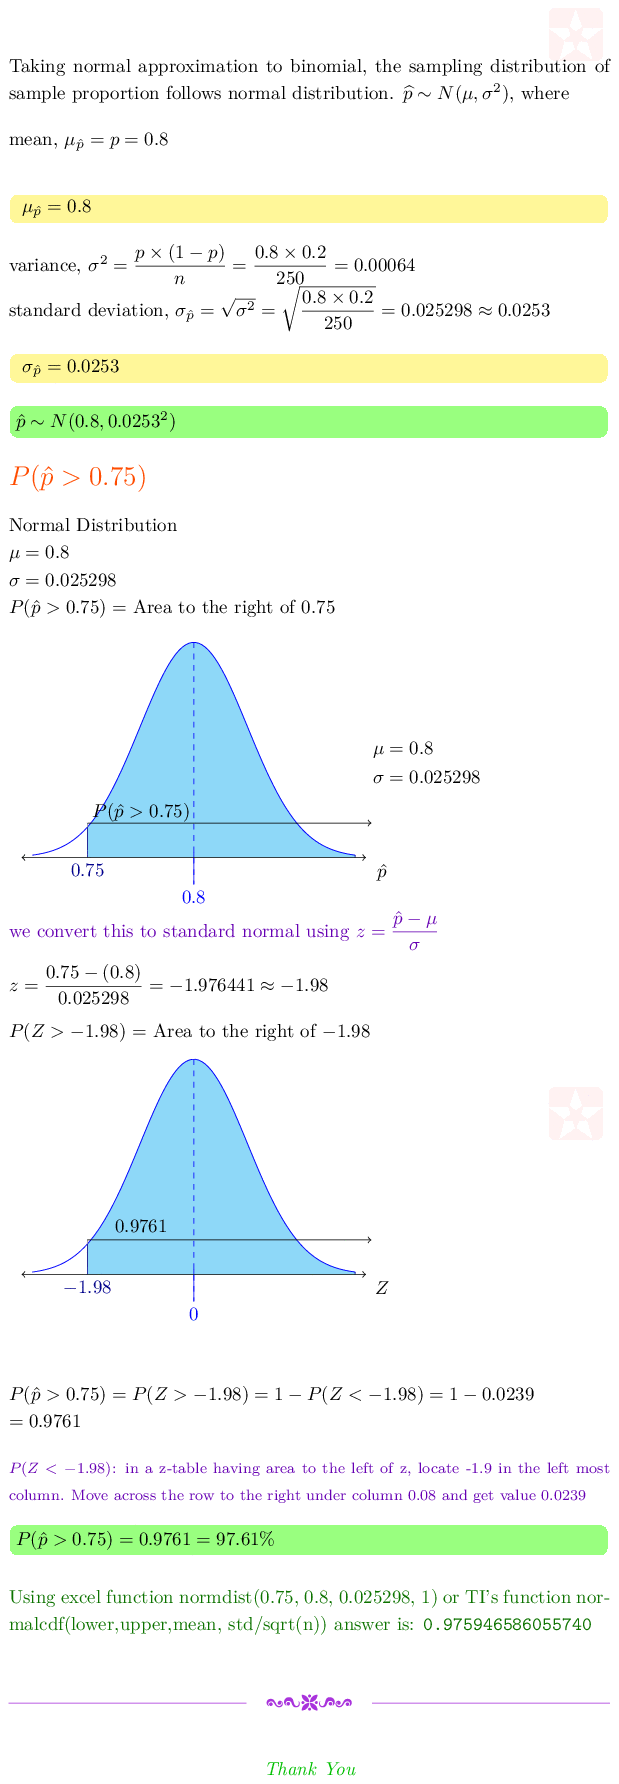 Taking normal approximation to binomial, the sampling distribution of
sample proportion follows normal distribution. p̂ ∼ N(μ, σ²), where
mean, μ_p̂ = p = 0.8
μ_p̂ = 0.8
variance, σ² = p × (1 − p) / n = 0.8 × 0.2 / 250 = 0.00064
standard deviation, σ_p̂ = √σ² = √(0.8 × 0.2 / 250) = 0.025298 ≈ 0.0253
σ_p̂ = 0.0253
p̂ ∼ N(0.8, 0.0253²)
P(p̂ > 0.75)
Normal Distribution
μ = 0.8
σ = 0.025298
P(p̂ > 0.75) = Area to the right of 0.75
μ = 0.8
σ = 0.025298
P(p̂ > 0.75)
0.75
p̂
0.8
we convert this to standard normal using z = (p̂ − μ) / σ
z = 0.75 − (0.8) / 0.025298 = −1.976441 ≈ −1.98
P(Z > −1.98) = Area to the right of −1.98
0.9761
−1.98
Z
0
P(p̂ > 0.75) = P(Z > −1.98) = 1 − P(Z < −1.98) = 1 − 0.0239
= 0.9761
P(Z < −1.98): in a z-table having area to the left of z, locate -1.9 in the left most
column. Move across the row to the right under column 0.08 and get value 0.0239
P(p̂ > 0.75) = 0.9761 = 97.61%
Using excel function normdist(0.75, 0.8, 0.025298, 1) or TI's function nor-
malcdf(lower,upper,mean, std/sqrt(n)) answer is: 0.975946586055740
Thank You